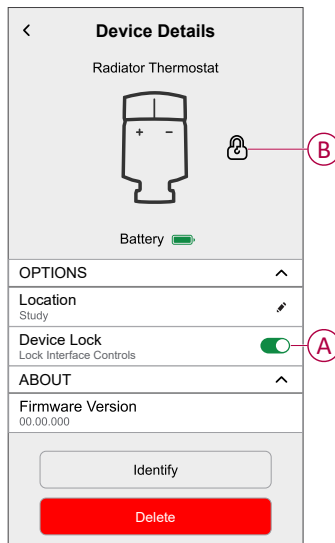 Device Details
Radiator Thermostat
+ -
B
Battery
OPTIONS
Location
Study
Device Lock
Lock Interface Controls
A
ABOUT
Firmware Version
00.00.000
Identify
Delete